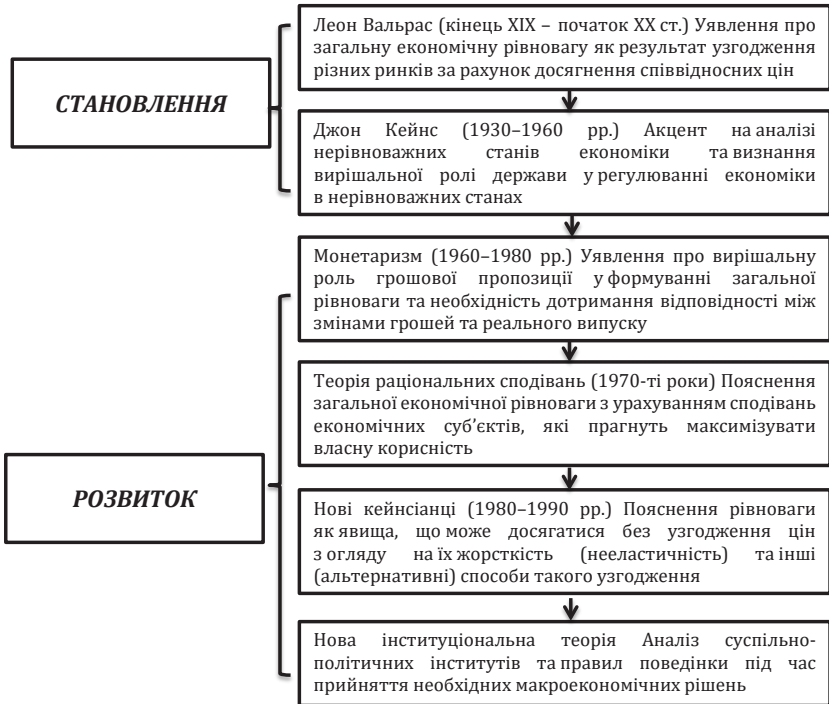 СТАНОВЛЕННЯ
Леон Вальрас (кінець XIX – початок XX ст.) Уявлення про
загальну економічну рівновагу як результат узгодження
різних ринків за рахунок досягнення співвідносних цін
Джон Кейнс (1930–1960 рр.) Акцент на аналізі
нерівноважних станів економіки та визнання
вирішальної ролі держави у регулюванні економіки
в нерівноважних станах
РОЗВИТОК
Монетаризм (1960–1980 рр.) Уявлення про вирішальну
роль грошової пропозиції у формуванні загальної
рівноваги та необхідність дотримання відповідності між
змінами грошей та реального випуску
Теорія раціональних сподівань (1970-ті роки) Пояснення
загальної економічної рівноваги з урахуванням сподівань
економічних суб’єктів, які прагнуть максимізувати
власну корисність
Нові кейнсіанці (1980–1990 рр.) Пояснення рівноваги
як явища, що може досягатися без узгодження цін
з огляду на їх жорсткість (нееластичність) та інші
(альтернативні) способи такого узгодження
Нова інституціональна теорія Аналіз суспільно-
політичних інститутів та правил поведінки під час
прийняття необхідних макроекономічних рішень